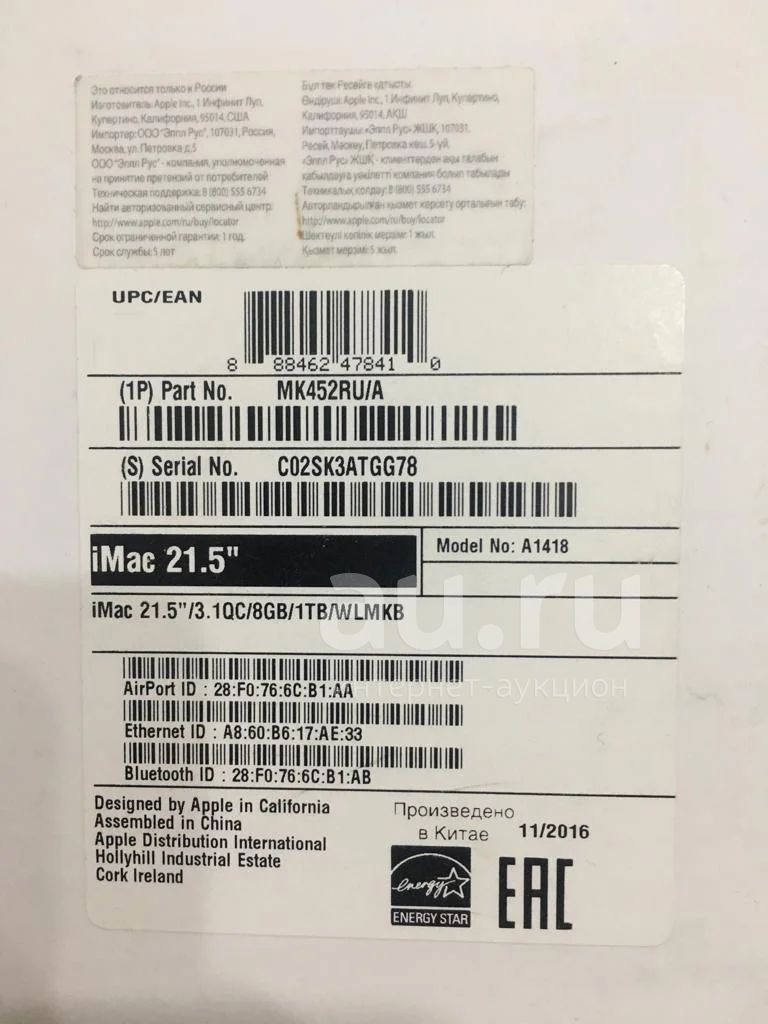 Это относится только к России
Изготовитель: Apple Inc., 1 Инфинит Луп,
Купертино, Калифорния, 95014, США
Импортер: ООО "Эппл Рус", 107031, Россия,
Москва, ул. Петровка д.5
ООО "Эппл Рус" - компания, уполномоченная
на принятие претензий от потребителей
Техническая поддержка: 8 (800) 555 6734
Найти авторизованный сервисный центр:
http://www.apple.com/ru/buy/locator
Срок ограниченной гарантии: 1 год.
Срок службы: 5 лет
Бұл тек Ресейге қатысты
Өндіруші: Apple Inc., 1 Инфинит Луп, Купертино,
Калифорния, 95014, АҚШ
Импорттаушы: «Эппл Рус» ЖШҚ, 107031,
Ресей, Мәскеу, Петровка көш. 5-үй.
«Эппл Рус» ЖШҚ - клиенттерден ақы талабын
қабылдауға уәкілетті компания болып табылады
Техникалық қолдау: 8 (800) 555 6734
Авторландырылған қызмет көрсету орталығын табу:
http://www.apple.com/ru/buy/locator
Шектеулі кепілік мерзімі: 1 жыл.
Қызмет мерзімі: 5 жыл.
UPC/EAN
8 88462 47841 0
(1P) Part No. MK452RU/A
(S) Serial No. C02SK3ATGG78
iMac 21.5"
Model No: A1418
iMac 21.5"/3.1QC/8GB/1TB/WLMKB
au.ru
интернет-аукцион
AirPort ID : 28:F0:76:6C:B1:AA
Ethernet ID : A8:60:B6:17:AE:33
Bluetooth ID : 28:F0:76:6C:B1:AB
Designed by Apple in California
Assembled in China
Apple Distribution International
Hollyhill Industrial Estate
Cork Ireland
Произведено
в Китае 11/2016
energy
ENERGY STAR
EAC